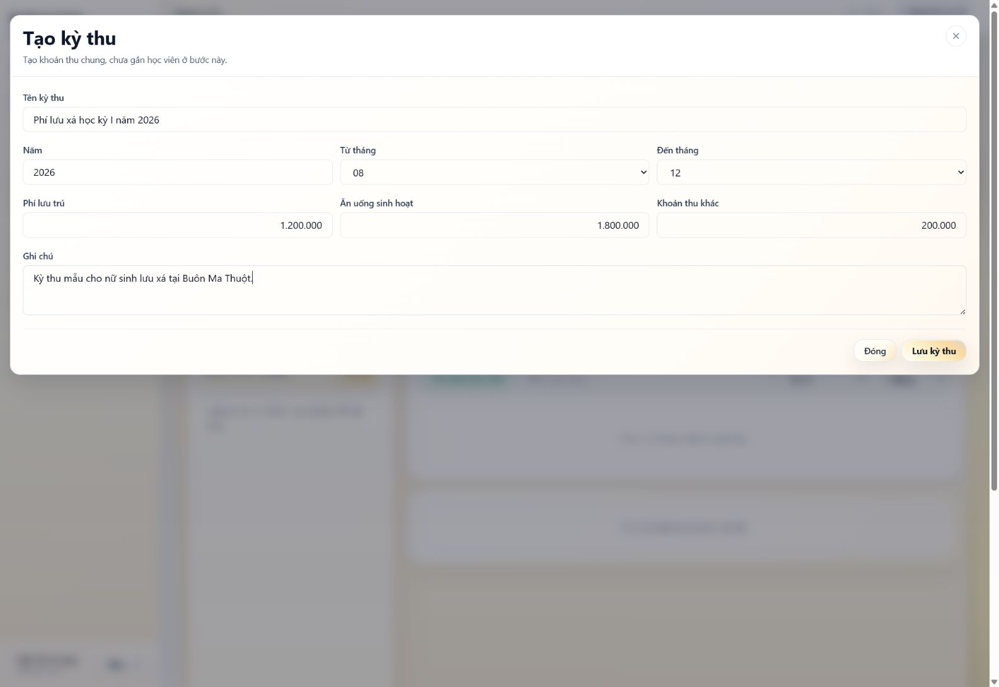 Tạo kỳ thu
Tạo khoản thu chung, chưa gắn học viên ở bước này.
Tên kỳ thu
Phí lưu xá học kỳ I năm 2026
Năm
Từ tháng
Đến tháng
2026
08
12
Phí lưu trú
Ăn uống sinh hoạt
Khoản thu khác
1.200.000
1.800.000
200.000
Ghi chú
Kỳ thu mẫu cho nữ sinh lưu xá tại Buôn Ma Thuột.
Đóng
Lưu kỳ thu